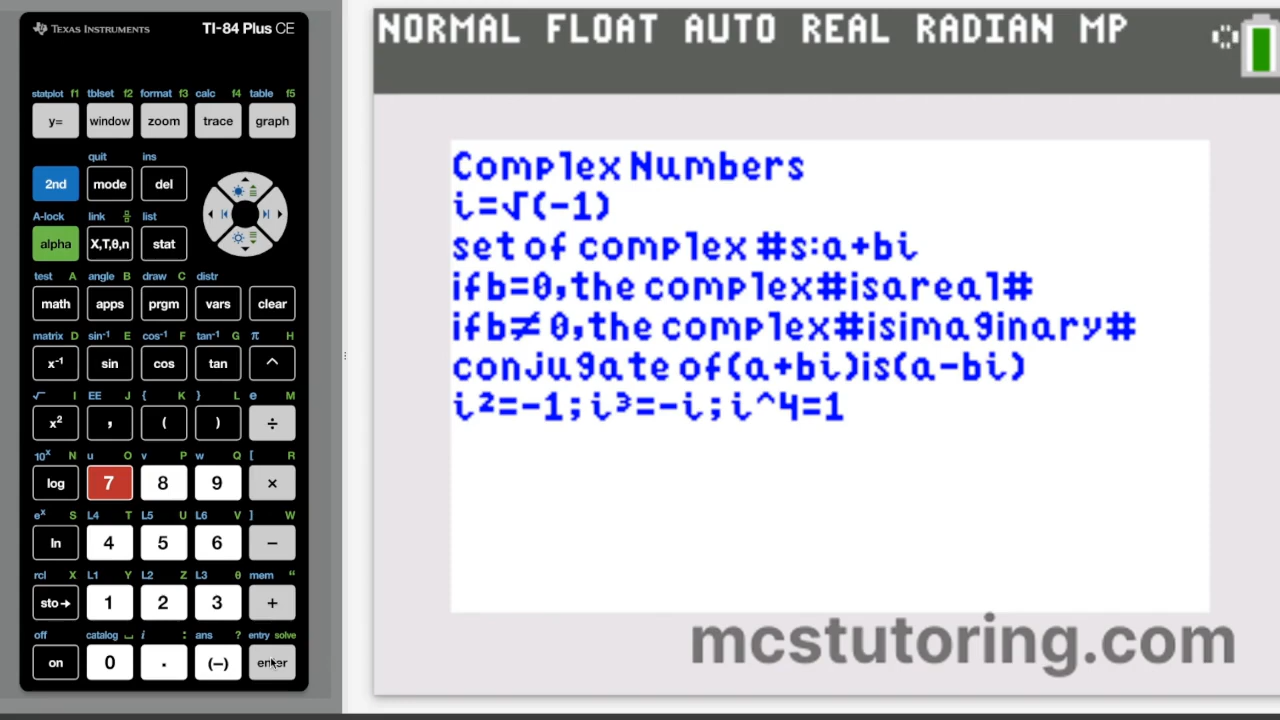 TEXAS INSTRUMENTS TI-84 Plus CE
statplot f1 tblset f2 format f3 calc f4 table f5
y= window zoom trace graph
quit ins
2nd mode del
A-lock link list
alpha X,T,θ,n stat
test A angle B draw C distr
math apps prgm vars clear
matrix D sin⁻¹ E cos⁻¹ F tan⁻¹ G π H
x⁻¹ sin cos tan ^
√ I EE J { K } L e M
x² , ( ) ÷
10ˣ N u O v P w Q [ R
log 7 8 9 ×
eˣ S L4 T L5 U L6 V ] W
ln 4 5 6 −
rcl X L1 Y L2 Z L3 θ mem “
sto→ 1 2 3 +
off catalog ⎵ i : ans ? entry solve
on 0 . (–) enter
NORMAL FLOAT AUTO REAL RADIAN MP
Complex Numbers
i=√(-1)
set of complex #s:a+bi
if b=0,the complex#isareal#
if b≠0,the complex#isimaginary#
conjugate of(a+bi)is(a-bi)
i²=-1;i³=-i;i^4=1
mcstutoring.com